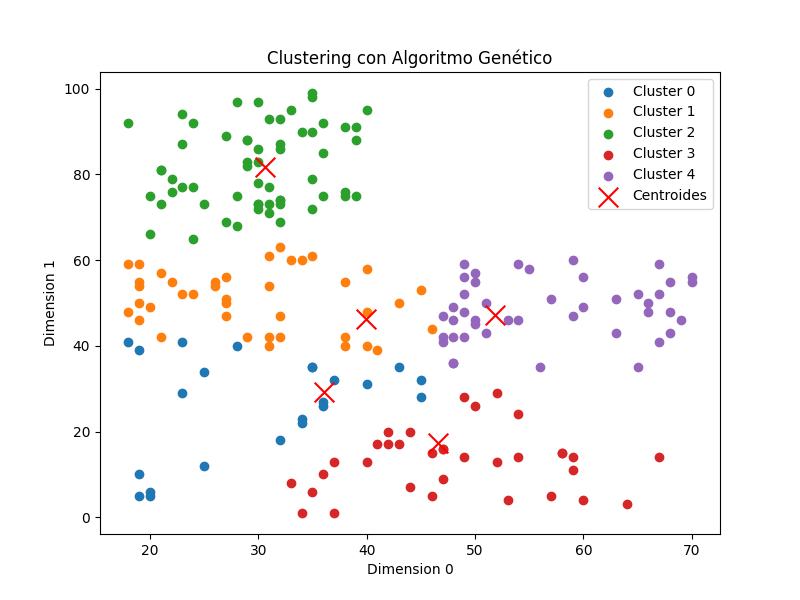 Clustering con Algoritmo Genético
100
80
60
40
20
0
Dimension 1
20 30 40 50 60 70
Dimension 0
Cluster 0
Cluster 1
Cluster 2
Cluster 3
Cluster 4
Centroides